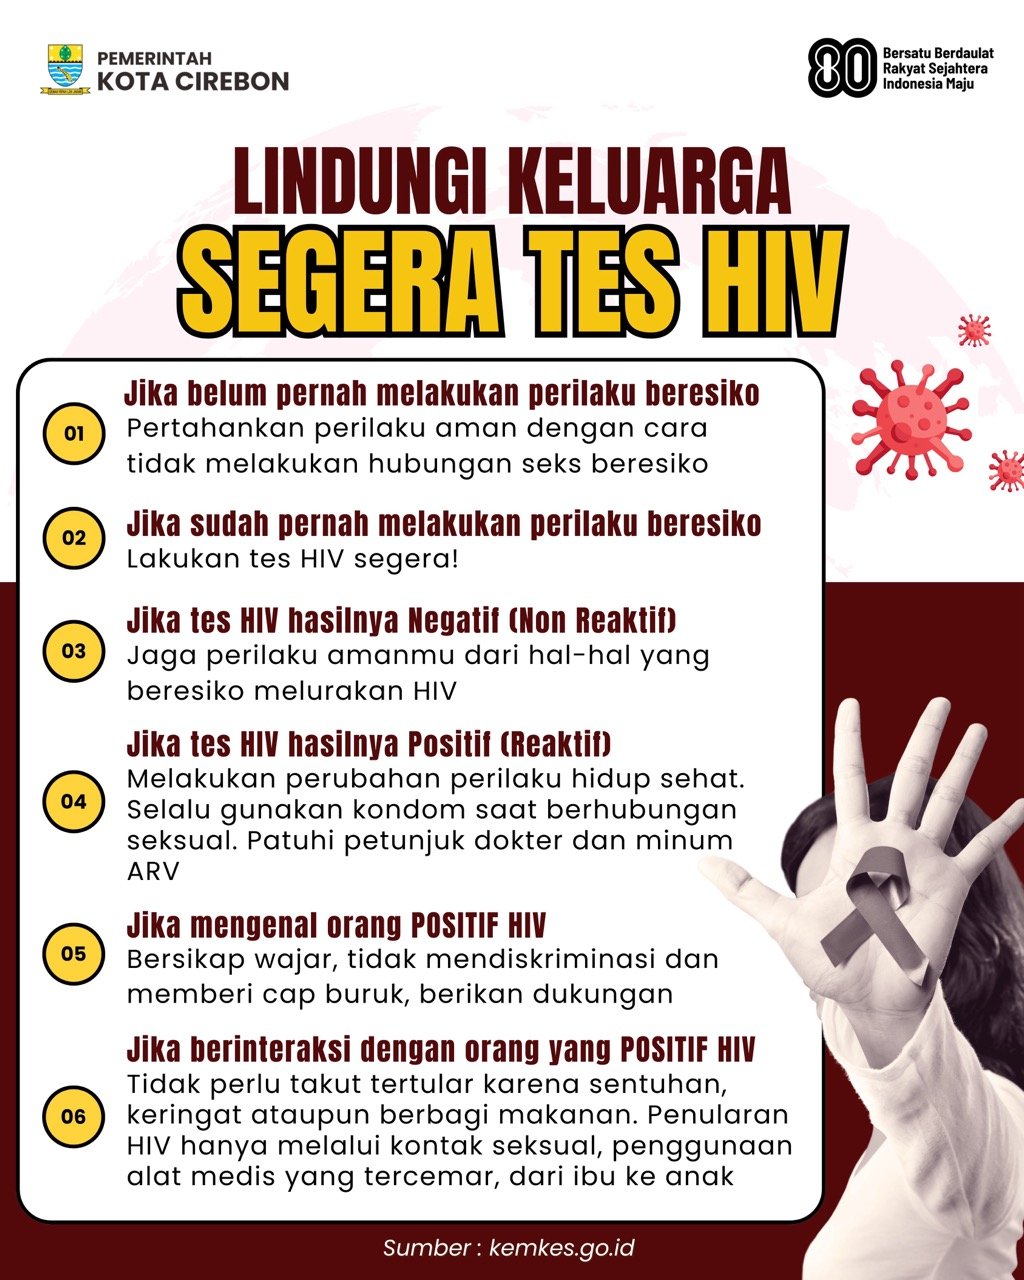 PEMERINTAH
KOTA CIREBON
80
Bersatu Berdaulat
Rakyat Sejahtera
Indonesia Maju
LINDUNGI KELUARGA
SEGERA TES HIV
01
Jika belum pernah melakukan perilaku beresiko
Pertahankan perilaku aman dengan cara
tidak melakukan hubungan seks beresiko
02
Jika sudah pernah melakukan perilaku beresiko
Lakukan tes HIV segera!
03
Jika tes HIV hasilnya Negatif (Non Reaktif)
Jaga perilaku amanmu dari hal-hal yang
beresiko melurakan HIV
04
Jika tes HIV hasilnya Positif (Reaktif)
Melakukan perubahan perilaku hidup sehat.
Selalu gunakan kondom saat berhubungan
seksual. Patuhi petunjuk dokter dan minum
ARV
05
Jika mengenal orang POSITIF HIV
Bersikap wajar, tidak mendiskriminasi dan
memberi cap buruk, berikan dukungan
06
Jika berinteraksi dengan orang yang POSITIF HIV
Tidak perlu takut tertular karena sentuhan,
keringat ataupun berbagi makanan. Penularan
HIV hanya melalui kontak seksual, penggunaan
alat medis yang tercemar, dari ibu ke anak
Sumber : kemkes.go.id